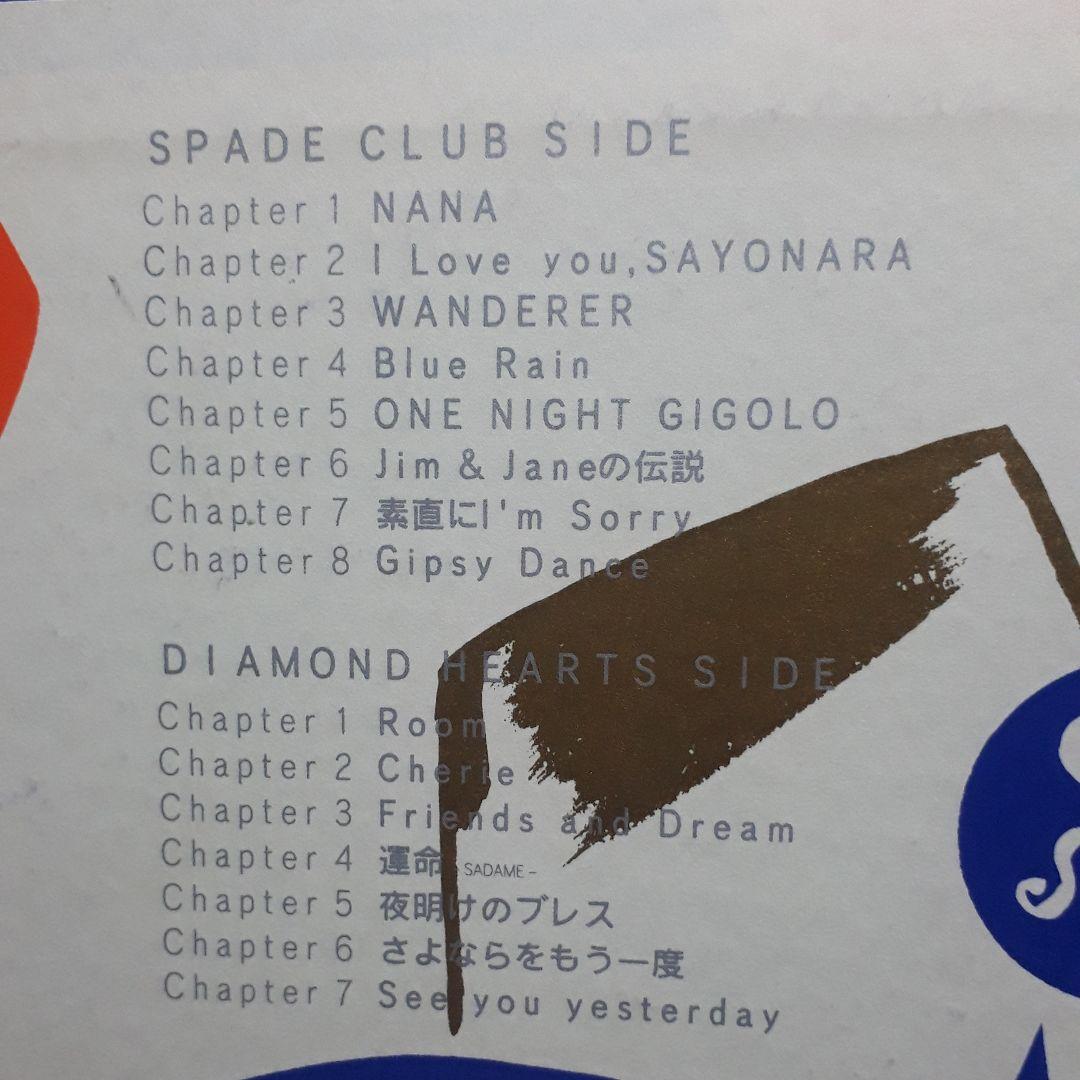 SPADE CLUB SIDE
Chapter 1 NANA
Chapter 2 I Love you,SAYONARA
Chapter 3 WANDERER
Chapter 4 Blue Rain
Chapter 5 ONE NIGHT GIGOLO
Chapter 6 Jim & Janeの伝説
Chapter 7 素直にI'm Sorry
Chapter 8 Gipsy Dance
DIAMOND HEARTS SIDE
Chapter 1 Room
Chapter 2 Cherie
Chapter 3 Friends and Dream
Chapter 4 運命 - SADAME -
Chapter 5 夜明けのブレス
Chapter 6 さよならをもう一度
Chapter 7 See you yesterday